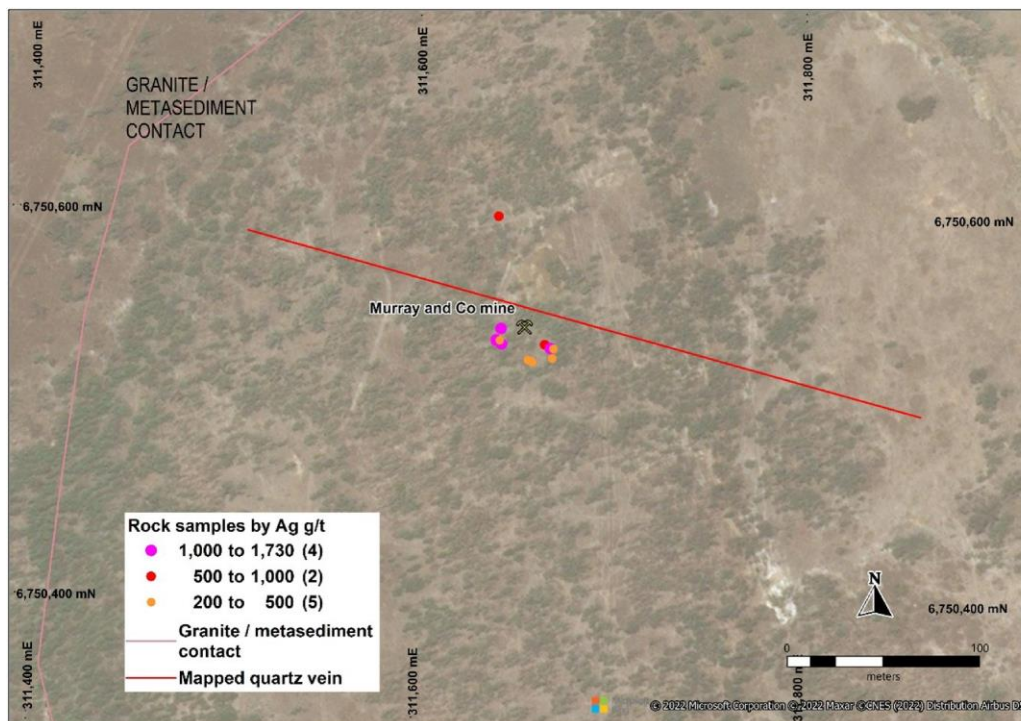 311,400 mE
311,600 mE
311,800 mE
GRANITE /
METASEDIMENT
CONTACT
6,750,600 mN
6,750,600 mN
Murray and Co mine
Rock samples by Ag g/t
1,000 to 1,730 (4)
500 to 1,000 (2)
200 to 500 (5)
Granite / metasediment
contact
Mapped quartz vein
6,750,400 mN
N
6,750,400 mN
0 100
meters
311,400 mE
311,600 mE
311,800 mE
© 2022 Microsoft Corporation © 2022 Maxar ©CNES (2022) Distribution Airbus DS